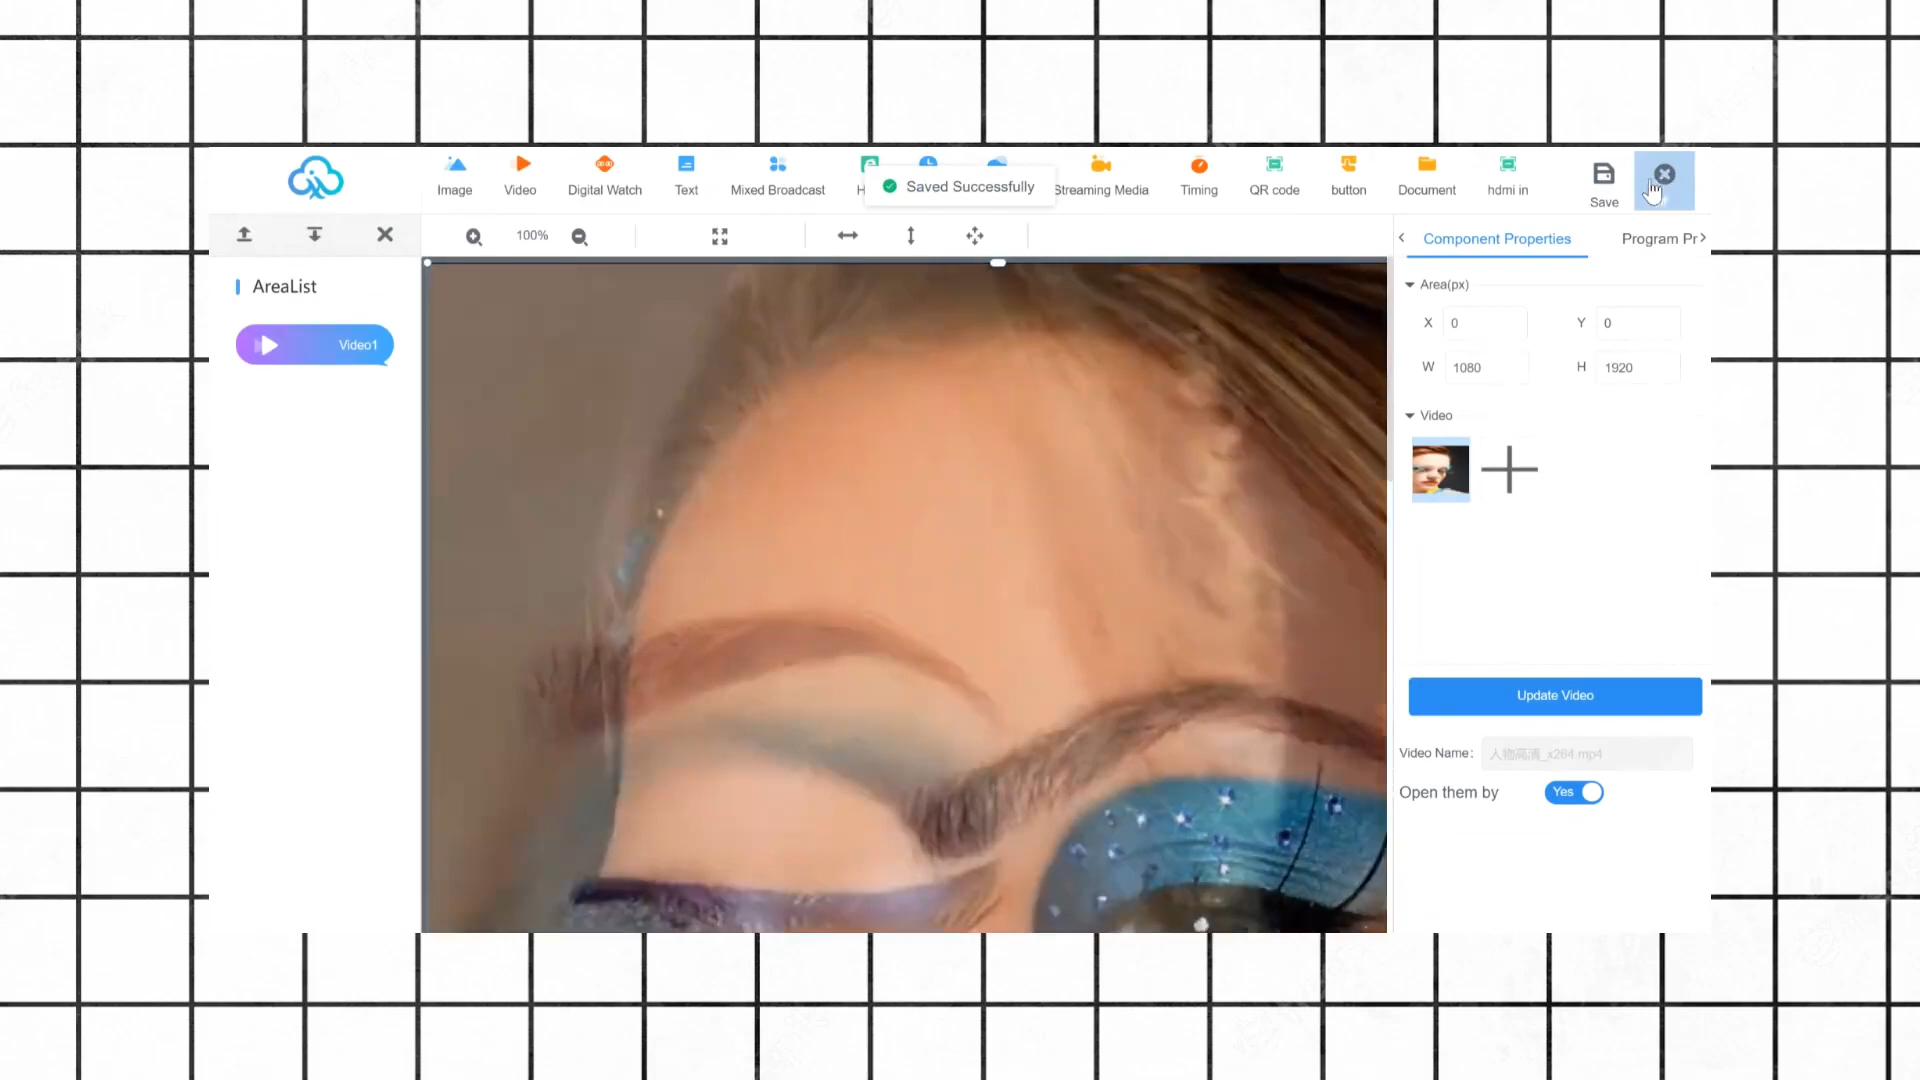 Image
Video
Digital Watch
Text
Mixed Broadcast
Saved Successfully
Streaming Media
Timing
QR code
button
Document
hdmi in
Save
100%
Component Properties
Program Pr
AreaList
Video1
Area(px)
X 0 Y 0
W 1080 H 1920
Video
Update Video
Video Name: 人物高清_x264.mp4
Open them by Yes